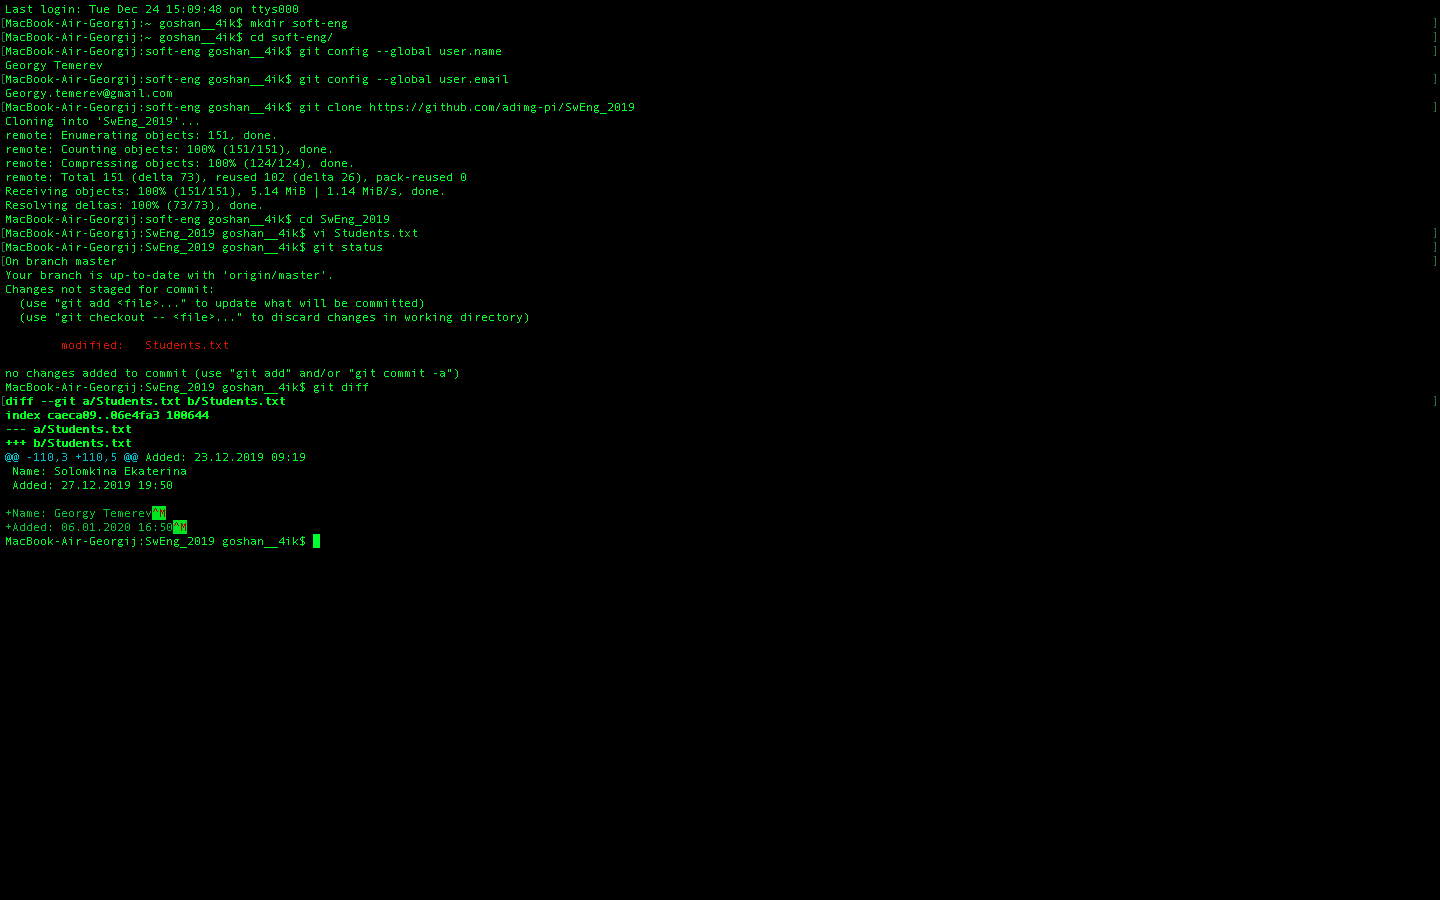 Last login: Tue Dec 24 15:09:48 on ttys000
[MacBook-Air-Georgij:~ goshan__4ik$ mkdir soft-eng ]
[MacBook-Air-Georgij:~ goshan__4ik$ cd soft-eng/ ]
[MacBook-Air-Georgij:soft-eng goshan__4ik$ git config --global user.name ]
Georgy Temerev
[MacBook-Air-Georgij:soft-eng goshan__4ik$ git config --global user.email ]
Georgy.temerev@gmail.com
[MacBook-Air-Georgij:soft-eng goshan__4ik$ git clone https://github.com/adimg-pi/SwEng_2019 ]
Cloning into 'SwEng_2019'...
remote: Enumerating objects: 151, done.
remote: Counting objects: 100% (151/151), done.
remote: Compressing objects: 100% (124/124), done.
remote: Total 151 (delta 73), reused 102 (delta 26), pack-reused 0
Receiving objects: 100% (151/151), 5.14 MiB | 1.14 MiB/s, done.
Resolving deltas: 100% (73/73), done.
MacBook-Air-Georgij:soft-eng goshan__4ik$ cd SwEng_2019
[MacBook-Air-Georgij:SwEng_2019 goshan__4ik$ vi Students.txt ]
[MacBook-Air-Georgij:SwEng_2019 goshan__4ik$ git status ]
[On branch master ]
Your branch is up-to-date with 'origin/master'.
Changes not staged for commit:
  (use "git add <file>..." to update what will be committed)
  (use "git checkout -- <file>..." to discard changes in working directory)
        modified:   Students.txt
no changes added to commit (use "git add" and/or "git commit -a")
MacBook-Air-Georgij:SwEng_2019 goshan__4ik$ git diff
[diff --git a/Students.txt b/Students.txt ]
index caeca09..06e4fa3 100644
--- a/Students.txt
+++ b/Students.txt
@@ -110,3 +110,5 @@ Added: 23.12.2019 09:19
 Name: Solomkina Ekaterina
 Added: 27.12.2019 19:50
+Name: Georgy Temerev^M
+Added: 06.01.2020 16:50^M
MacBook-Air-Georgij:SwEng_2019 goshan__4ik$